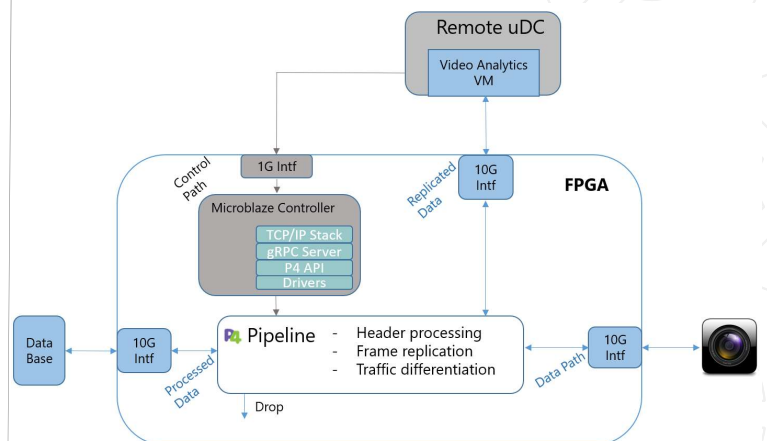 Remote uDC
Video Analytics
VM
Control
Path
1G Intf
Replicated
Data
10G
Intf
FPGA
Microblaze Controller
TCP/IP Stack
gRPC Server
P4 API
Drivers
Data
Base
10G
Intf
Processed
Data
P4 Pipeline
- Header processing
- Frame replication
- Traffic differentiation
Data Path
10G
Intf
Drop